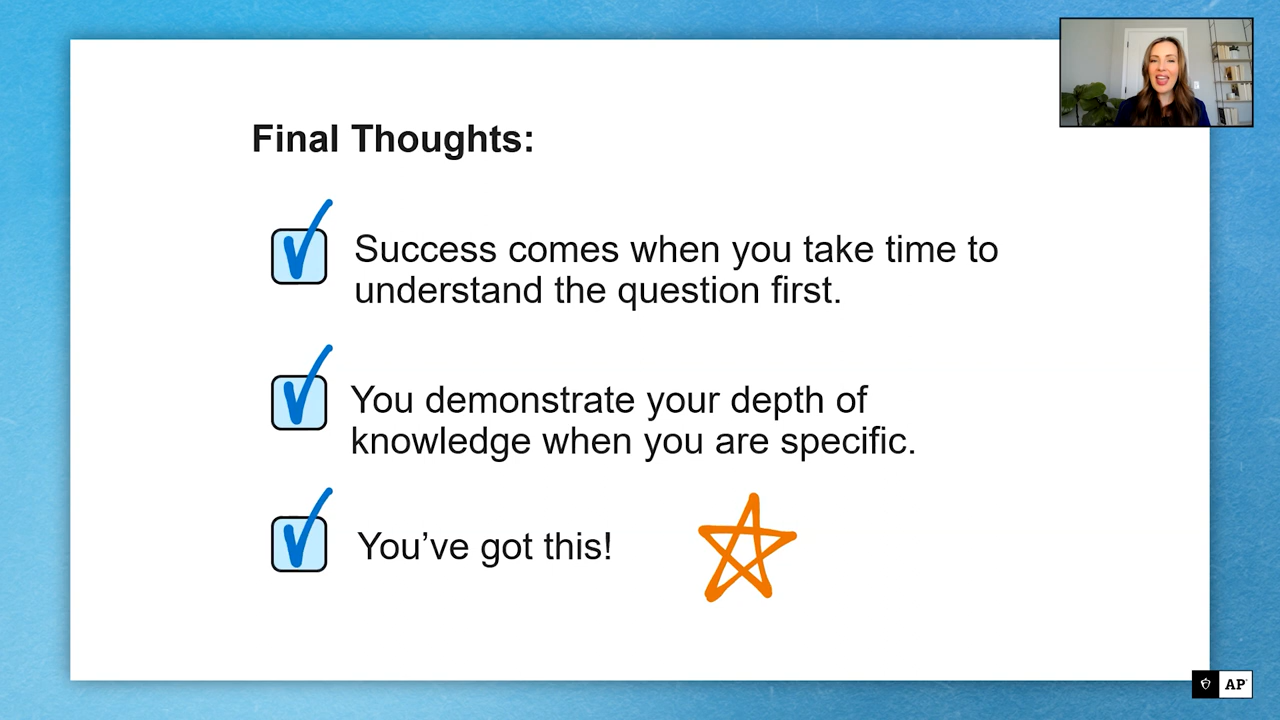 Final Thoughts:
Success comes when you take time to
understand the question first.
You demonstrate your depth of
knowledge when you are specific.
You’ve got this!
AP